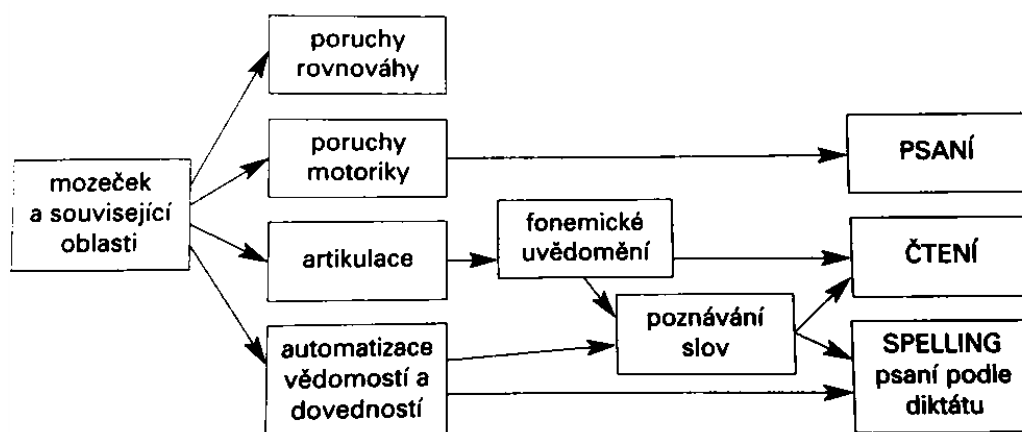 poruchy
rovnováhy
poruchy
motoriky
PSANÍ
mozeček
a související
oblasti
artikulace
fonemické
uvědomění
ČTENÍ
poznávání
slov
automatizace
vědomostí a
dovedností
SPELLING
psaní podle
diktátu